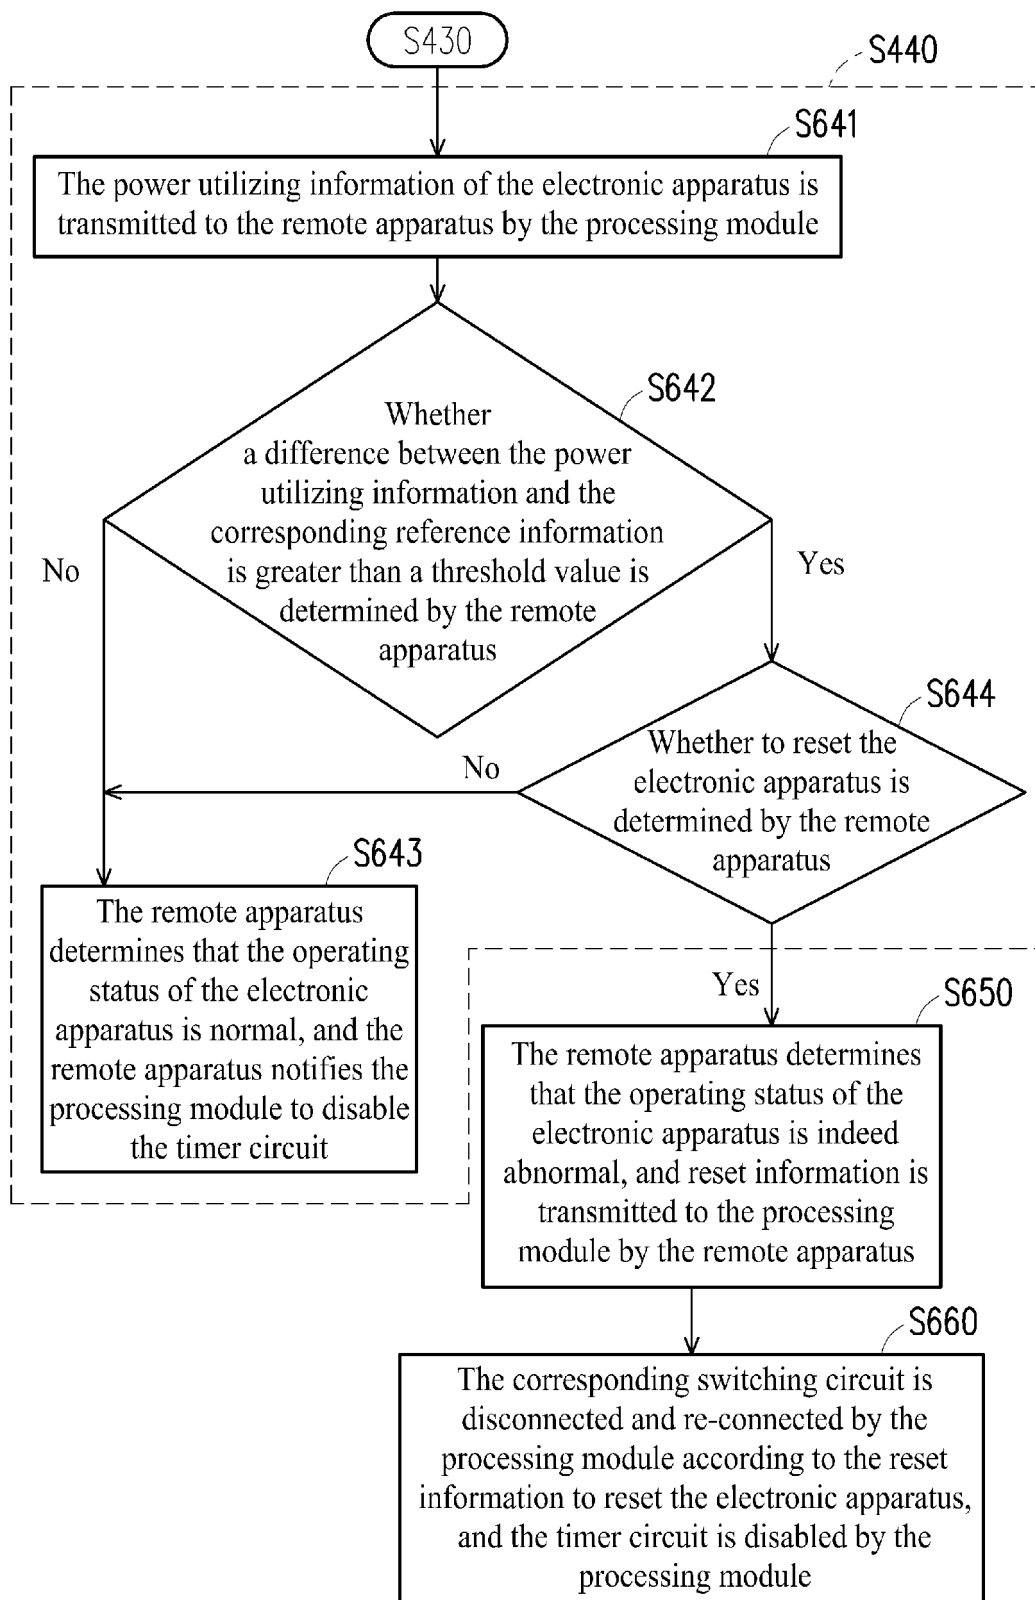 S430
S440
S641
The power utilizing information of the electronic apparatus is
transmitted to the remote apparatus by the processing module
S642
Whether
a difference between the power
utilizing information and the
corresponding reference information
is greater than a threshold value is
determined by the remote
apparatus
No
Yes
S644
Whether to reset the
electronic apparatus is
determined by the remote
apparatus
No
S643
The remote apparatus
determines that the operating
status of the electronic
apparatus is normal, and the
remote apparatus notifies the
processing module to disable
the timer circuit
Yes
S650
The remote apparatus determines
that the operating status of the
electronic apparatus is indeed
abnormal, and reset information is
transmitted to the processing
module by the remote apparatus
S660
The corresponding switching circuit is
disconnected and re-connected by the
processing module according to the reset
information to reset the electronic apparatus,
and the timer circuit is disabled by the
processing module